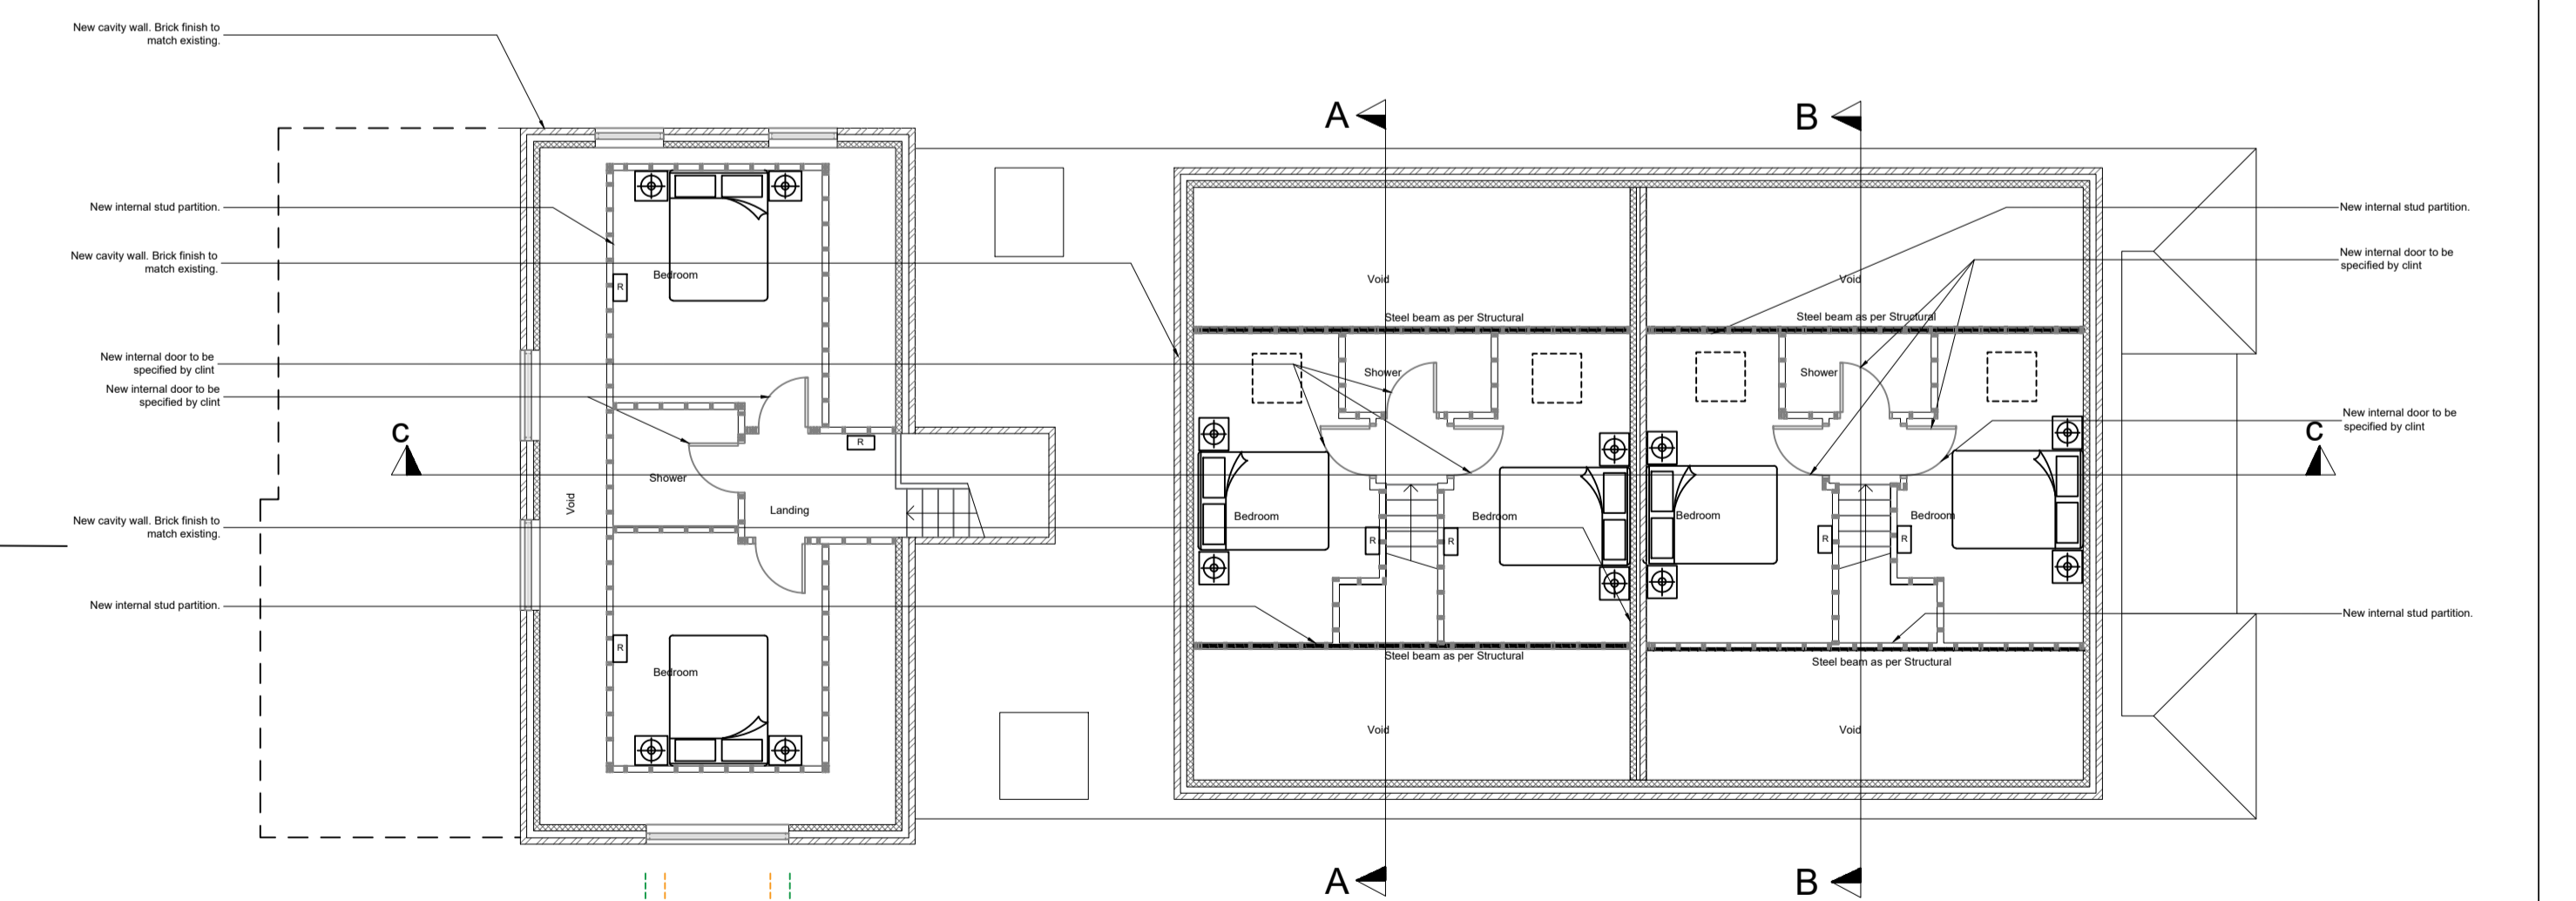 New cavity wall. Brick finish to
match existing.
A
B
New internal stud partition.
New cavity wall. Brick finish to
match existing.
New internal door to be
specified by clint
New internal door to be
specified by clint
C
New cavity wall. Brick finish to
match existing.
New internal stud partition.
Bedroom
R
R
Shower
Void
Landing
R
Bedroom
Void
Steel beam as per Structural
Shower
Bedroom
Bedroom
R
R
Steel beam as per Structural
Void
Void
Steel beam as per Structural
Shower
Bedroom
Bedroom
R
R
Steel beam as per Structural
Void
New internal stud partition.
New internal door to be
specified by clint
New internal door to be
specified by clint
C
New internal stud partition.
A
B